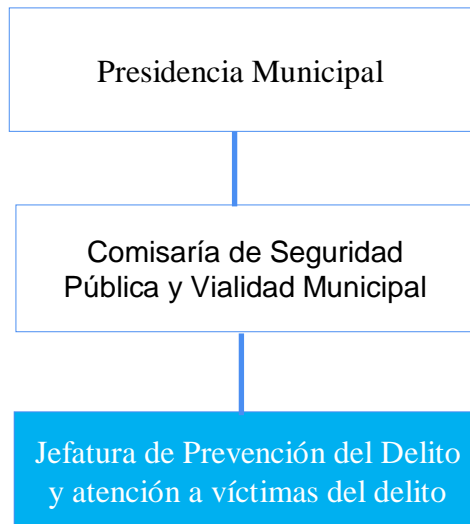 Presidencia Municipal
Comisaría de Seguridad
Pública y Vialidad Municipal
Jefatura de Prevención del Delito
y atención a víctimas del delito